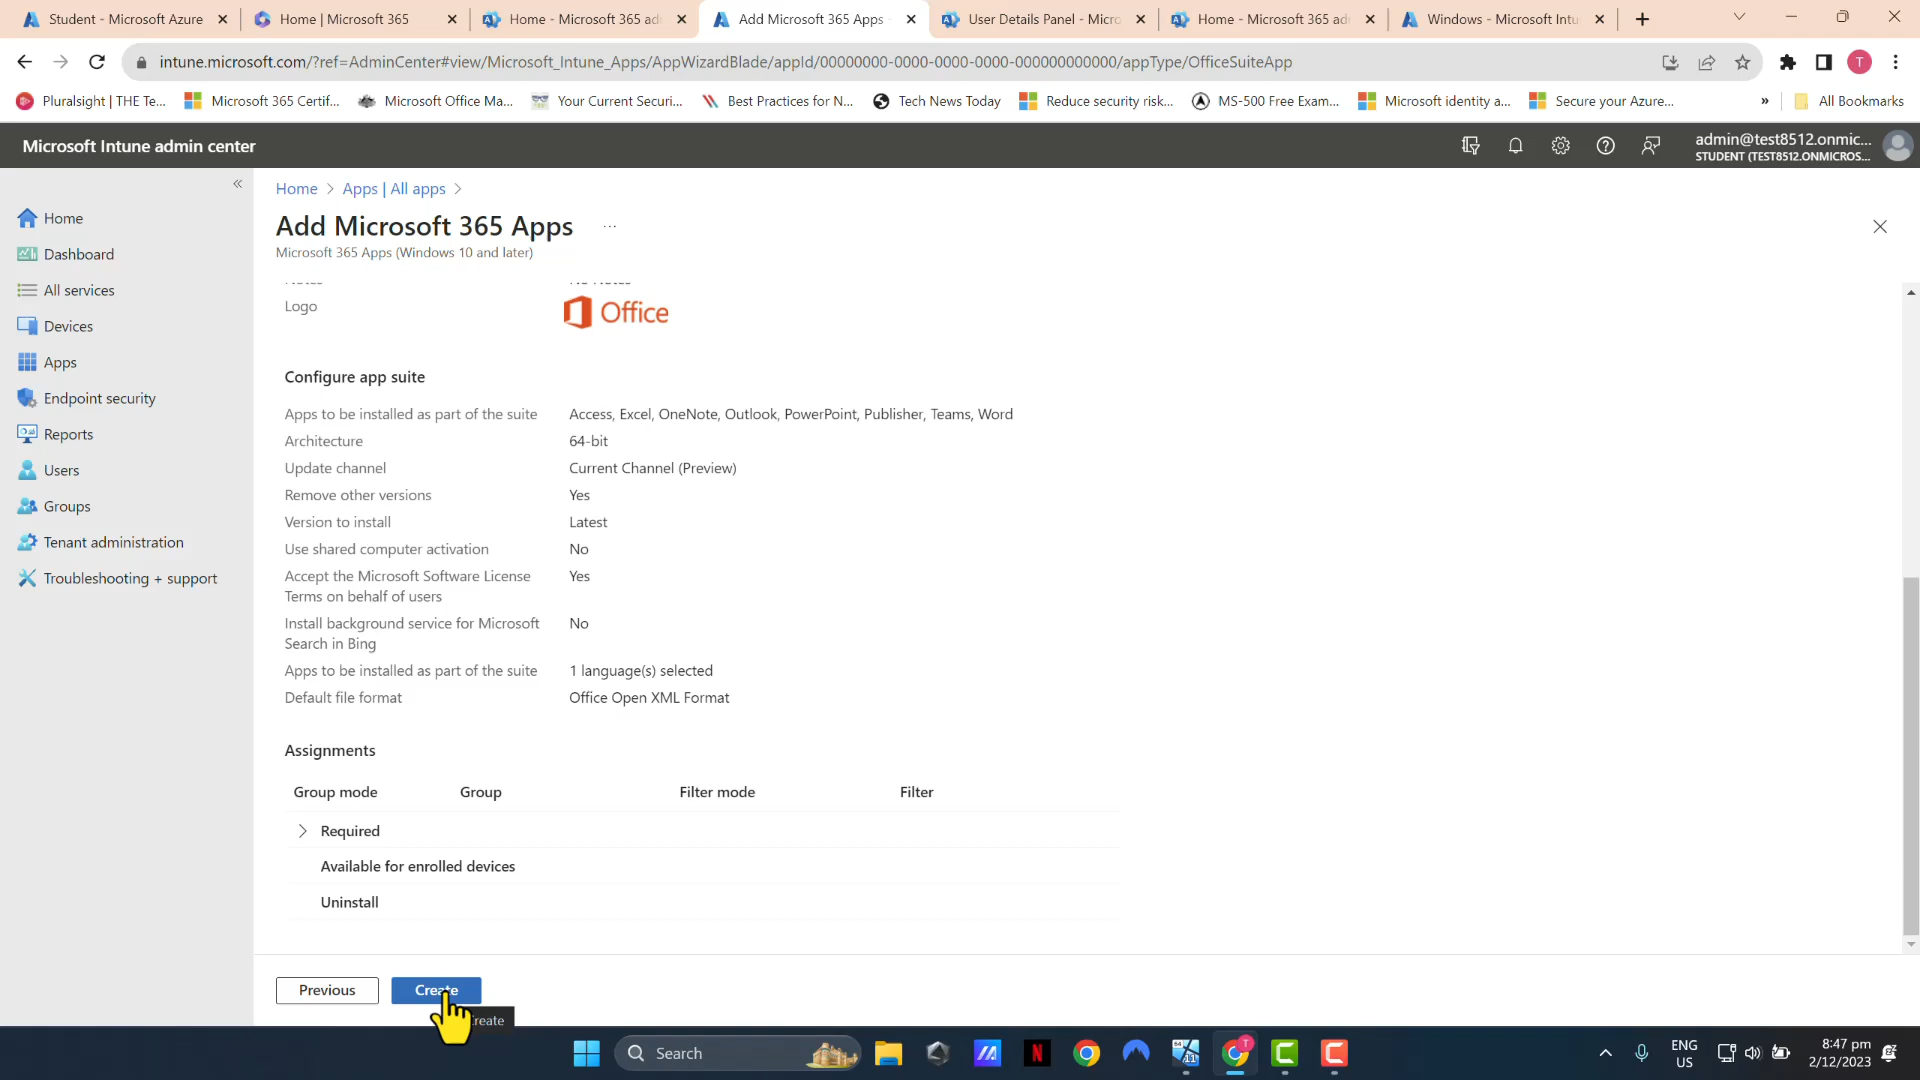 Student - Microsoft Azure
Home | Microsoft 365
Home - Microsoft 365 ad
Add Microsoft 365 Apps
User Details Panel - Micro
Home - Microsoft 365 ad
Windows - Microsoft Intu
intune.microsoft.com/?ref=AdminCenter#view/Microsoft_Intune_Apps/AppWizardBlade/appId/00000000-0000-0000-0000-000000000000/appType/OfficeSuiteApp
T
Pluralsight | THE Te...
Microsoft 365 Certif...
Microsoft Office Ma...
Your Current Securi...
Best Practices for N...
Tech News Today
Reduce security risk...
MS-500 Free Exam...
Microsoft identity a...
Secure your Azure...
»
All Bookmarks
Microsoft Intune admin center
admin@test8512.onmic...
STUDENT (TEST8512.ONMICROS...
Home
Dashboard
All services
Devices
Apps
Endpoint security
Reports
Users
Groups
Tenant administration
Troubleshooting + support
Home > Apps | All apps >
Add Microsoft 365 Apps ...
Microsoft 365 Apps (Windows 10 and later)
Logo
Office
Configure app suite
Apps to be installed as part of the suite Access, Excel, OneNote, Outlook, PowerPoint, Publisher, Teams, Word
Architecture 64-bit
Update channel Current Channel (Preview)
Remove other versions Yes
Version to install Latest
Use shared computer activation No
Accept the Microsoft Software License Yes
Terms on behalf of users
Install background service for Microsoft No
Search in Bing
Apps to be installed as part of the suite 1 language(s) selected
Default file format Office Open XML Format
Assignments
Group mode Group Filter mode Filter
Required
Available for enrolled devices
Uninstall
Previous Create
Search
ENG
US
8:47 pm
2/12/2023